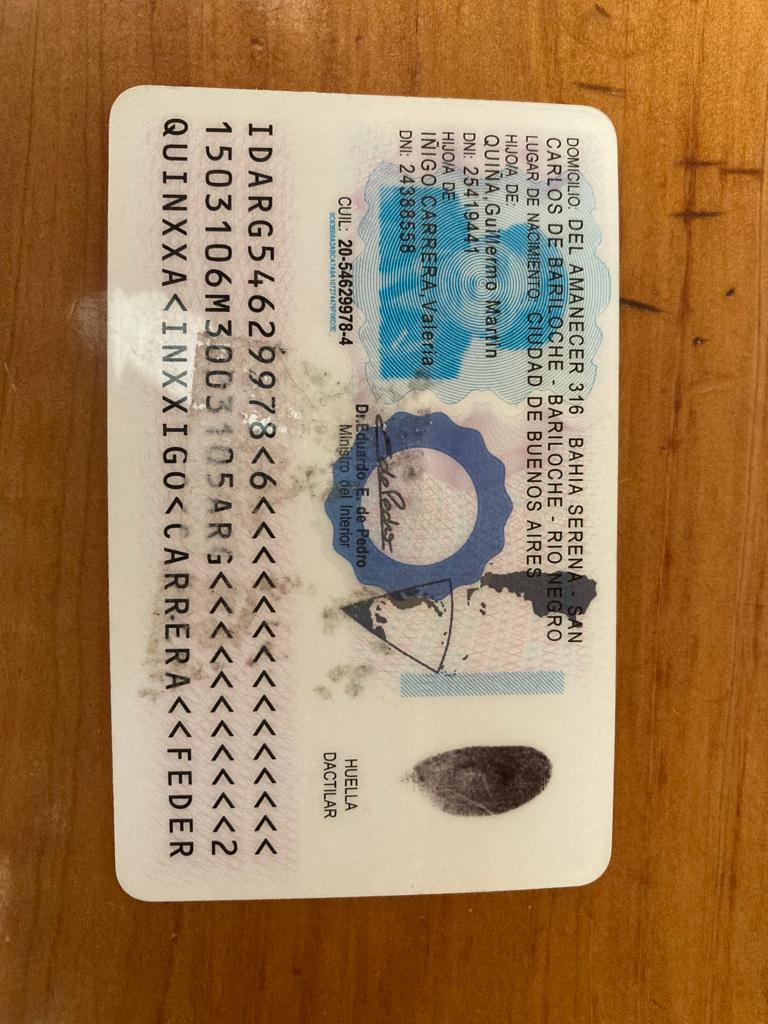 DOMICILIO: DEL AMANECER 316 BAHIA SERENA - SAN
CARLOS DE BARILOCHE - BARILOCHE - RIO NEGRO
LUGAR DE NACIMIENTO: CIUDAD DE BUENOS AIRES
HIJO/A DE:
QUIÑA, Guillermo Martin
DNI: 25419441
HIJO/A DE
IÑIGO CARRERA, Valeria
DNI: 24388558
CUIL: 20-54629978-4
Dr. Eduardo E. de Pedro
Ministro del Interior
HUELLA
DACTILAR
IDARG54629978<6<<<<<<<<<<<<<<<
1503106M3003105ARG<<<<<<<<<<<2
QUINXXA<INXXIGO<CARRERA<<FEDER